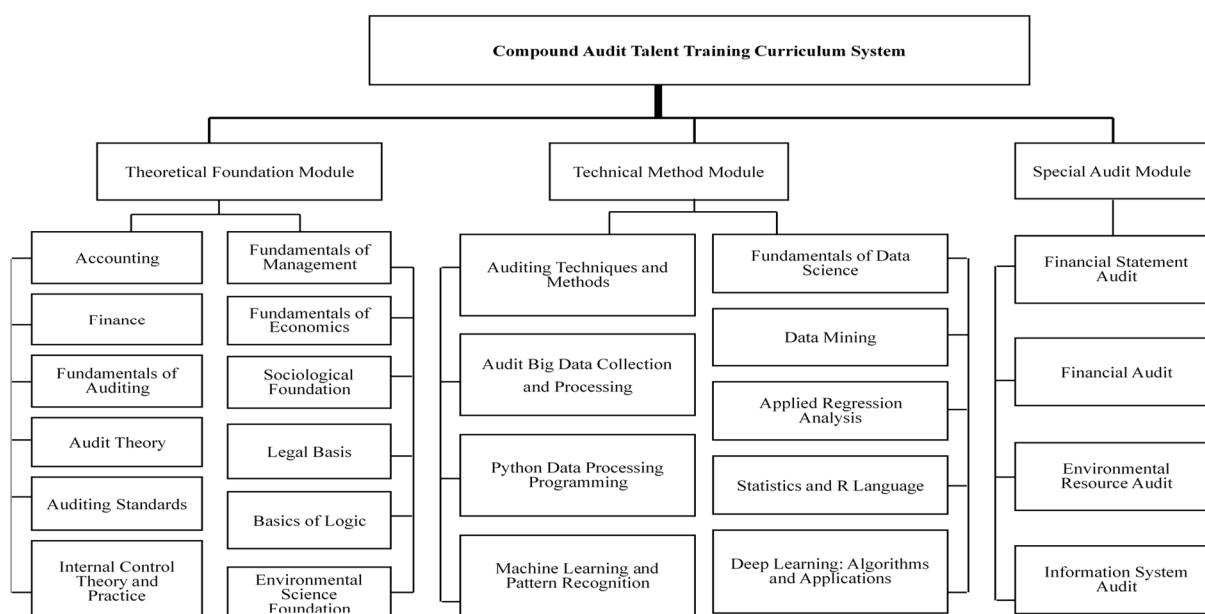 Compound Audit Talent Training Curriculum System
Theoretical Foundation Module
Technical Method Module
Special Audit Module
Accounting
Finance
Fundamentals of
Auditing
Audit Theory
Auditing Standards
Internal Control
Theory and
Practice
Fundamentals of
Management
Fundamentals of
Economics
Sociological
Foundation
Legal Basis
Basics of Logic
Environmental
Science
Foundation
Auditing Techniques and
Methods
Audit Big Data Collection
and Processing
Python Data Processing
Programming
Machine Learning and
Pattern Recognition
Fundamentals of Data
Science
Data Mining
Applied Regression
Analysis
Statistics and R Language
Deep Learning: Algorithms
and Applications
Financial Statement
Audit
Financial Audit
Environmental
Resource Audit
Information System
Audit